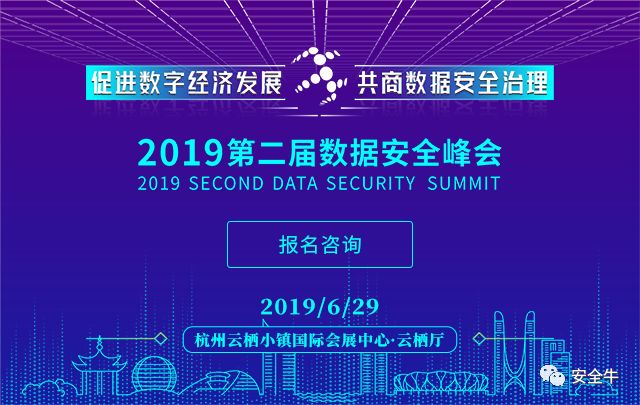 促进数字经济发展 共商数据安全治理
2019第二届数据安全峰会
2019 SECOND DATA SECURITY SUMMIT
报名咨询
2019/6/29
杭州云栖小镇国际会展中心·云栖厅
安全牛